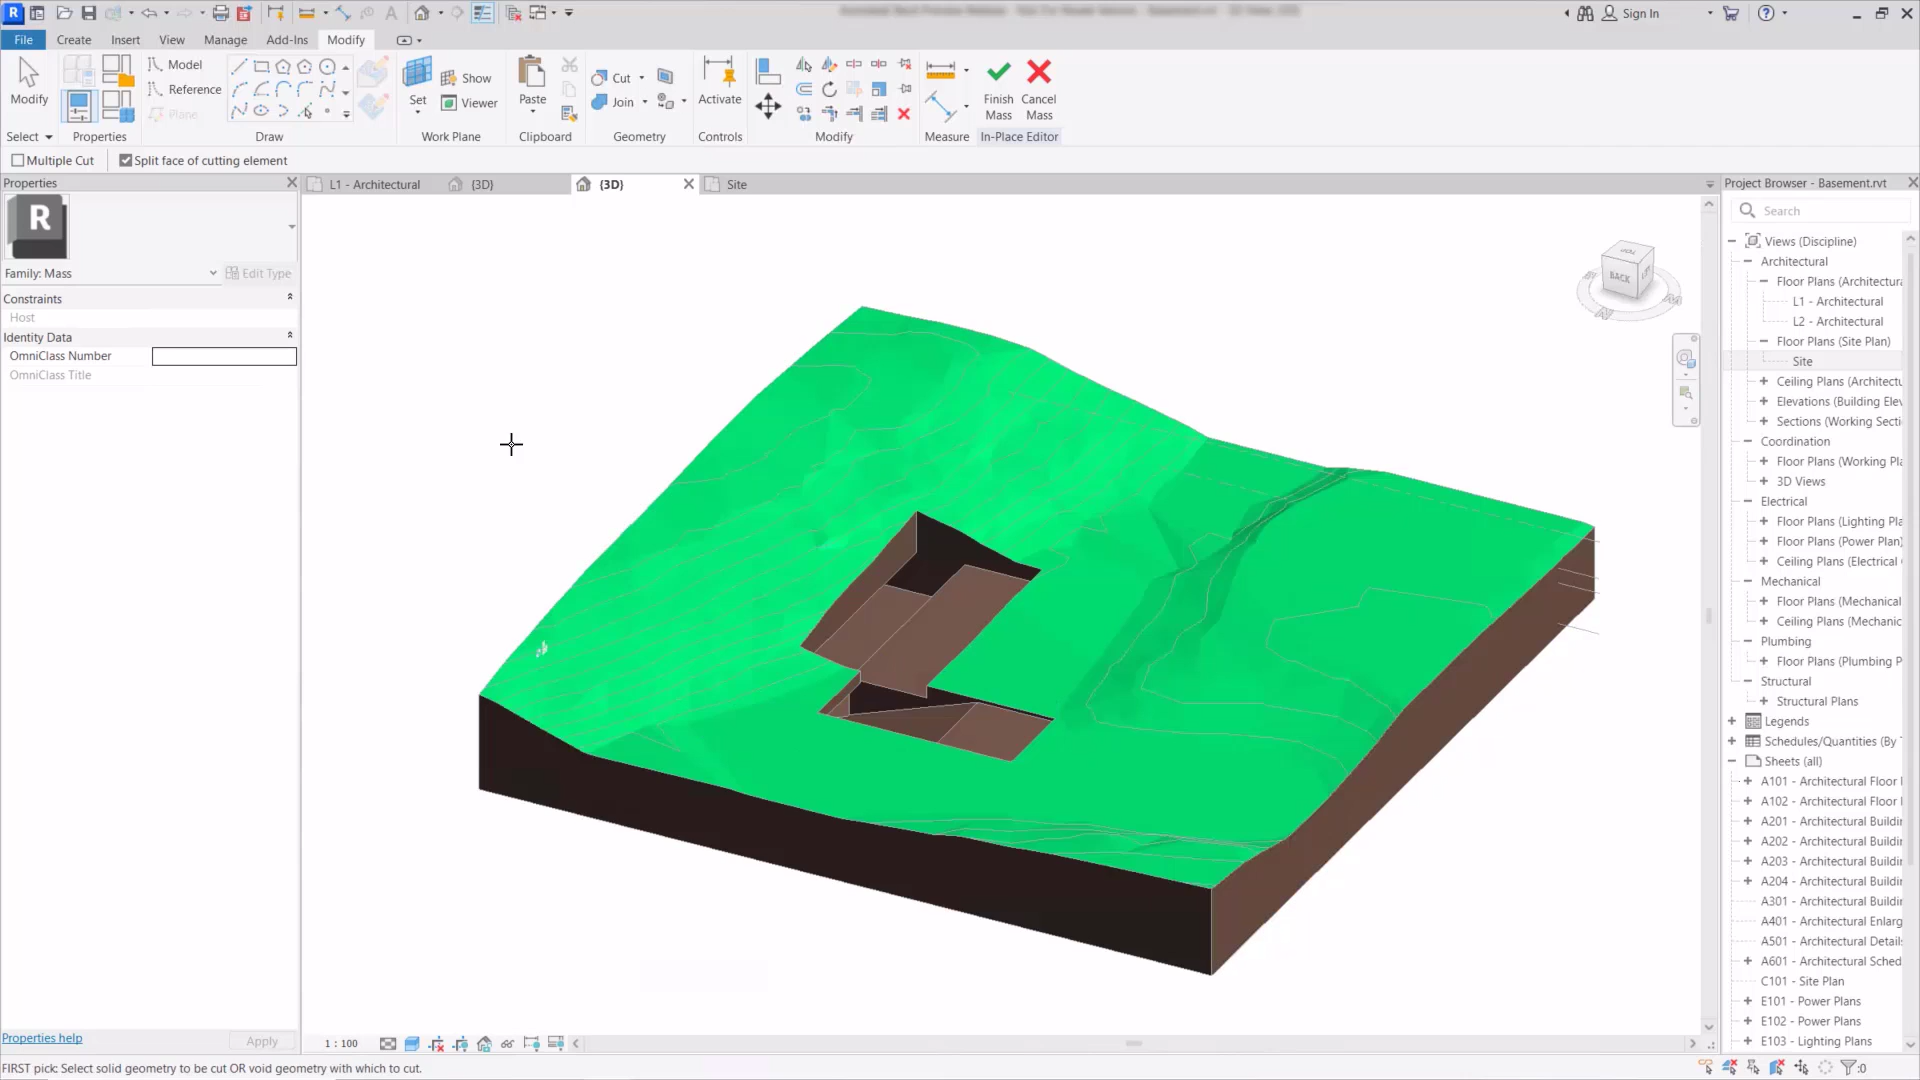 Sign In
File
Create
Insert
View
Manage
Add-Ins
Modify
Modify
Select
Properties
Model
Reference
Plane
Draw
Set
Show
Viewer
Work Plane
Paste
Clipboard
Cut
Join
Geometry
Activate
Controls
Modify
Measure
Finish
Mass
Cancel
Mass
In-Place Editor
Multiple Cut
Split face of cutting element
Properties
R
Family: Mass
Edit Type
Constraints
Host
Identity Data
OmniClass Number
OmniClass Title
Properties help
Apply
L1 - Architectural
{3D}
{3D}
Site
BACK
1 : 100
Project Browser - Basement.rvt
Search
Views (Discipline)
Architectural
Floor Plans (Architectura
L1 - Architectural
L2 - Architectural
Floor Plans (Site Plan)
Site
Ceiling Plans (Architectu
Elevations (Building Elev
Sections (Working Secti
Coordination
Floor Plans (Working Pla
3D Views
Electrical
Floor Plans (Lighting Pla
Floor Plans (Power Plan)
Ceiling Plans (Electrical
Mechanical
Floor Plans (Mechanical
Ceiling Plans (Mechanic
Plumbing
Floor Plans (Plumbing P
Structural
Structural Plans
Legends
Schedules/Quantities (By
Sheets (all)
A101 - Architectural Floor
A102 - Architectural Floor
A201 - Architectural Buildi
A202 - Architectural Buildi
A203 - Architectural Buildi
A204 - Architectural Buildi
A301 - Architectural Buildi
A401 - Architectural Enlarg
A501 - Architectural Details
A601 - Architectural Sched
C101 - Site Plan
E101 - Power Plans
E102 - Power Plans
E103 - Lighting Plans
FIRST pick: Select solid geometry to be cut OR void geometry with which to cut.
:0